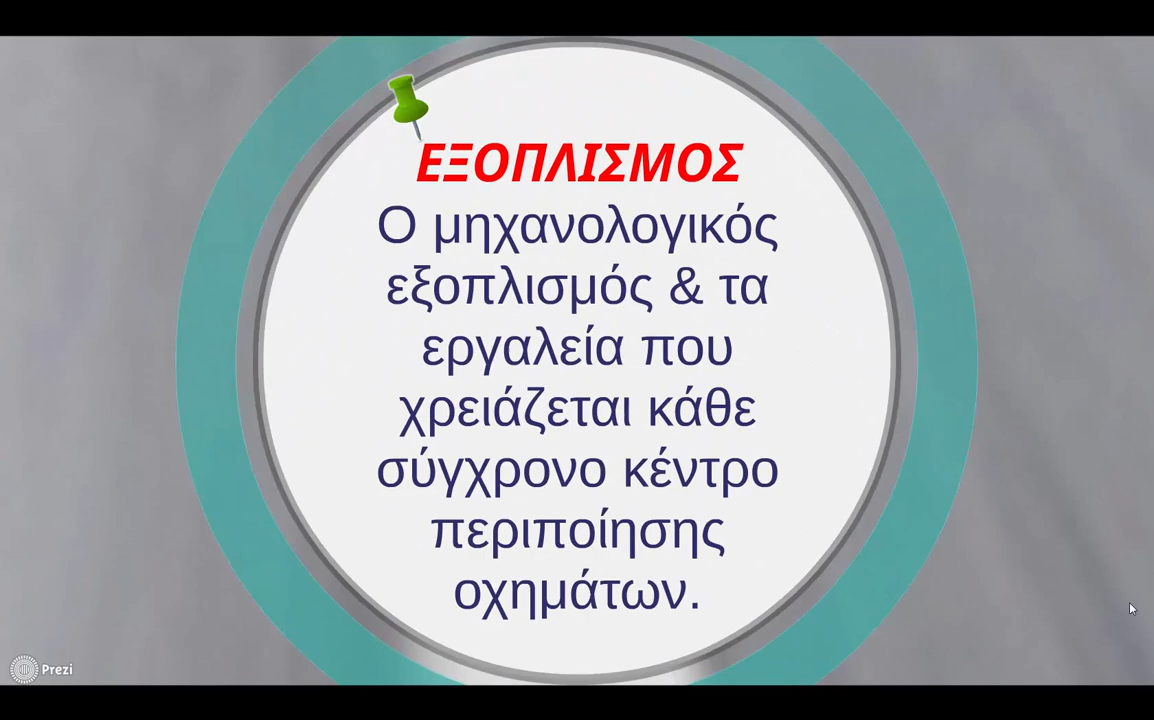 ΕΞΟΠΛΙΣΜΟΣ
Ο μηχανολογικός
εξοπλισμός & τα
εργαλεία που
χρειάζεται κάθε
σύγχρονο κέντρο
περιποίησης
οχημάτων.
Prezi